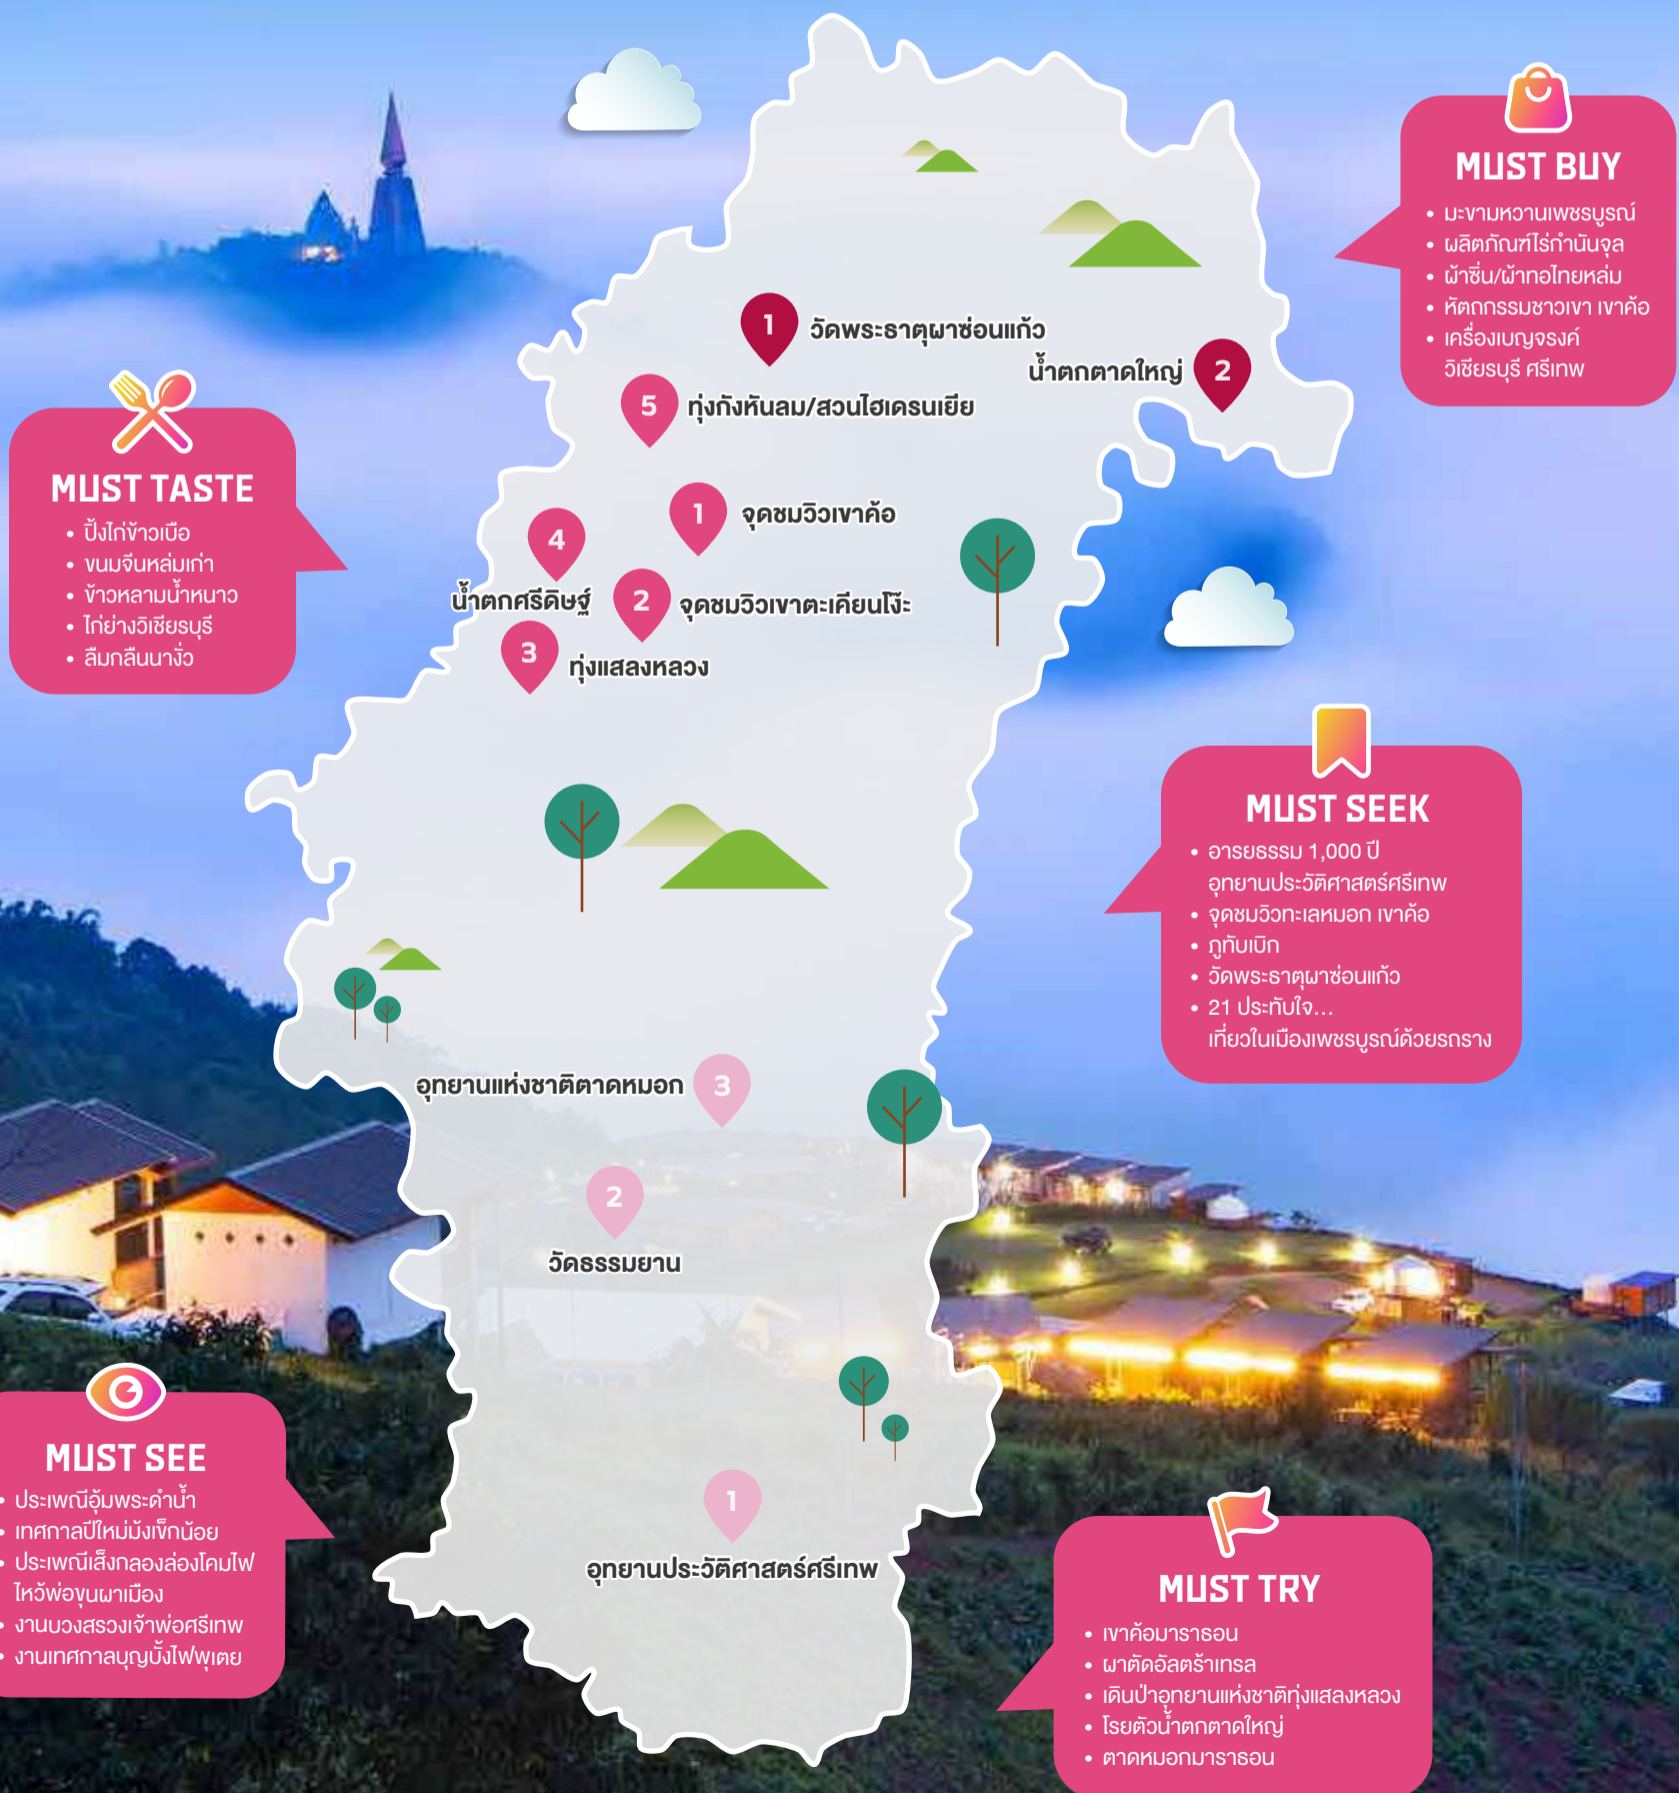 MUST BUY
• มะขามหวานเพชรบูรณ์
• ผลิตภัณฑ์ไร่กำนันจุล
• ผ้าซิ่น/ผ้าทอไทยหล่ม
• หัตถกรรมชาวเขา เขาค้อ
• เครื่องเบญจรงค์
วิเชียรบุรี ศรีเทพ
1 วัดพระธาตุผาซ่อนแก้ว
น้ำตกตาดใหญ่ 2
5 ทุ่งกังหันลม/สวนไฮเดรนเยีย
MUST TASTE
• ปิ้งไก่ข้าวเบือ
• ขนมจีนหล่มเก่า
• ข้าวหลามน้ำหนาว
• ไก่ย่างวิเชียรบุรี
• ลืมกลืนนางั่ว
1 จุดชมวิวเขาค้อ
4
น้ำตกศรีดิษฐ์
2 จุดชมวิวเขาตะเคียนโง๊ะ
3 ทุ่งแสลงหลวง
MUST SEEK
• อารยธรรม 1,000 ปี
อุทยานประวัติศาสตร์ศรีเทพ
• จุดชมวิวทะเลหมอก เขาค้อ
• ภูทับเบิก
• วัดพระธาตุผาซ่อนแก้ว
• 21 ประทับใจ...
เที่ยวในเมืองเพชรบูรณ์ด้วยรถราง
อุทยานแห่งชาติตาดหมอก 3
2
วัดธรรมยาน
MUST SEE
• ประเพณีอุ้มพระดำน้ำ
• เทศกาลปีใหม่ม้งเข็กน้อย
• ประเพณีเส็งกลองล่องโคมไฟ
ไหว้พ่อขุนผาเมือง
• งานบวงสรวงเจ้าพ่อศรีเทพ
• งานเทศกาลบุญบั้งไฟพุเตย
1
อุทยานประวัติศาสตร์ศรีเทพ
MUST TRY
• เขาค้อมาราธอน
• ผาตัดอัลตร้าเทรล
• เดินป่าอุทยานแห่งชาติทุ่งแสลงหลวง
• โรยตัวน้ำตกตาดใหญ่
• ตาดหมอกมาราธอน